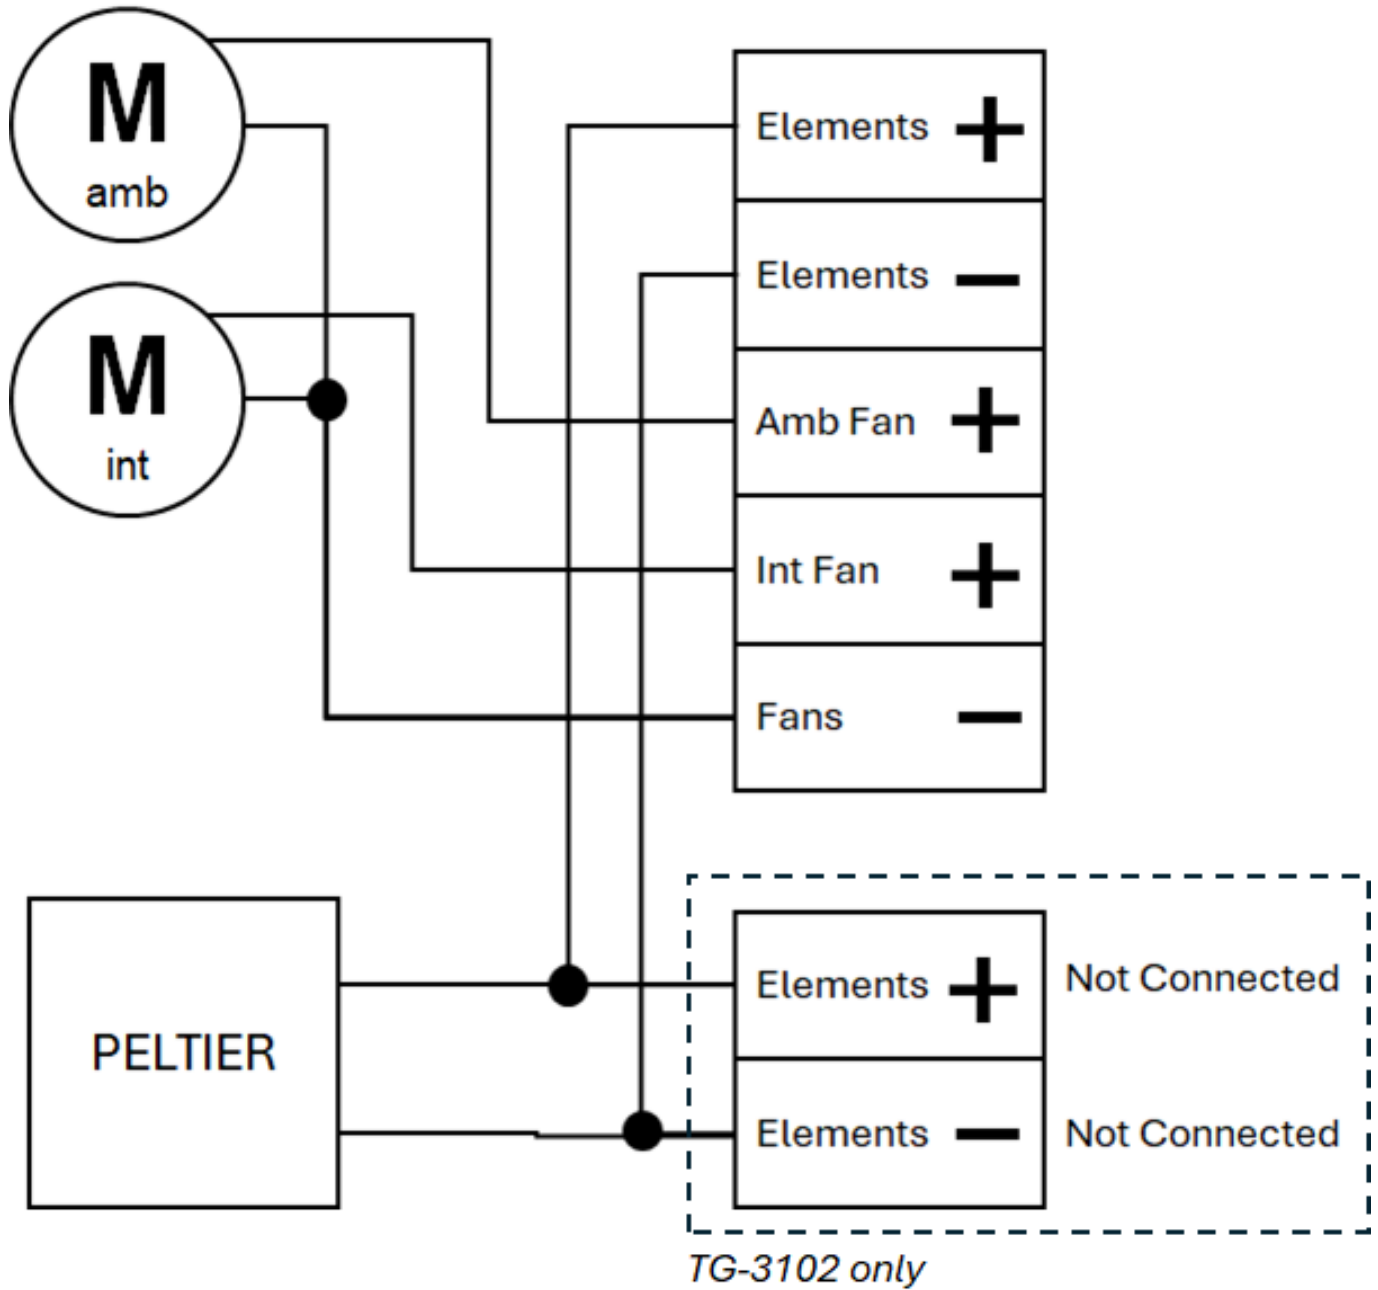 M
amb
M
int
Elements +
Elements −
Amb Fan +
Int Fan +
Fans −
PELTIER
Elements + Not Connected
Elements − Not Connected
TG-3102 only